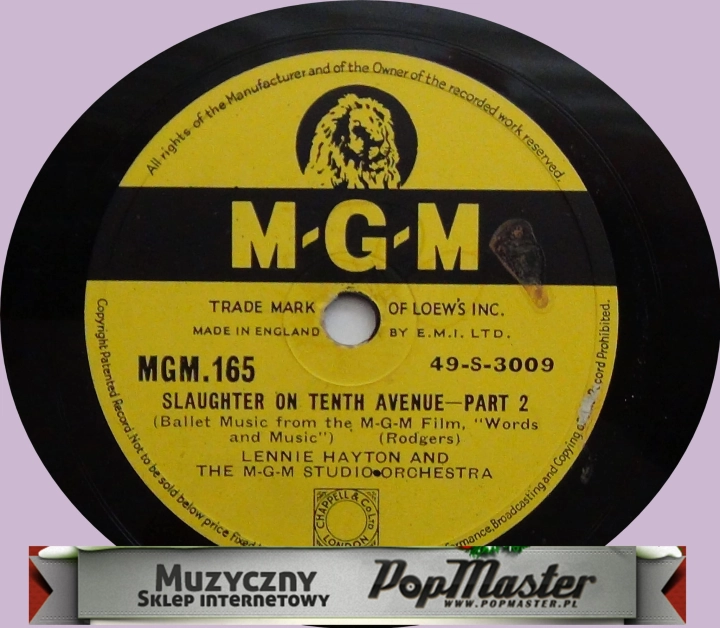 All rights of the Manufacturer and of the Owner of the recorded work reserved.
M-G-M
TRADE MARK OF LOEW'S INC.
MADE IN ENGLAND BY E.M.I. LTD.
MGM.165 49-S-3009
SLAUGHTER ON TENTH AVENUE—PART 2
(Ballet Music from the M-G-M Film, "Words
and Music") (Rodgers)
LENNIE HAYTON AND
THE M-G-M STUDIO ORCHESTRA
CHAPPELL & CO LTD
LONDON
Copyright Patented Record. Not to be sold below price
Broadcasting and Copying Record Prohibited.
MUZYCZNY
SKLEP INTERNETOWY
PopMaster
WWW.POPMASTER.PL